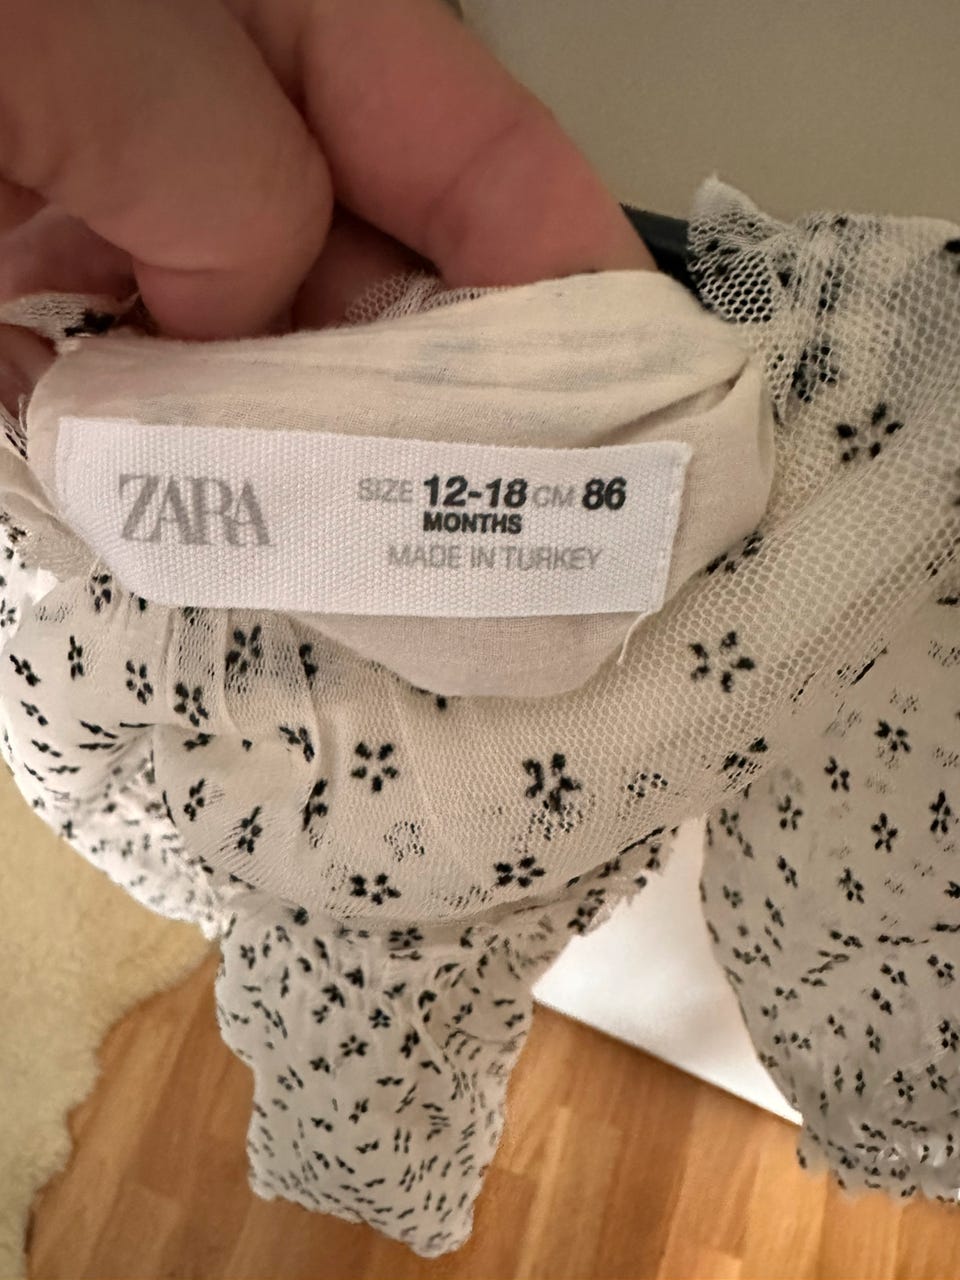 ZARA
SIZE 12-18 CM 86
MONTHS
MADE IN TURKEY